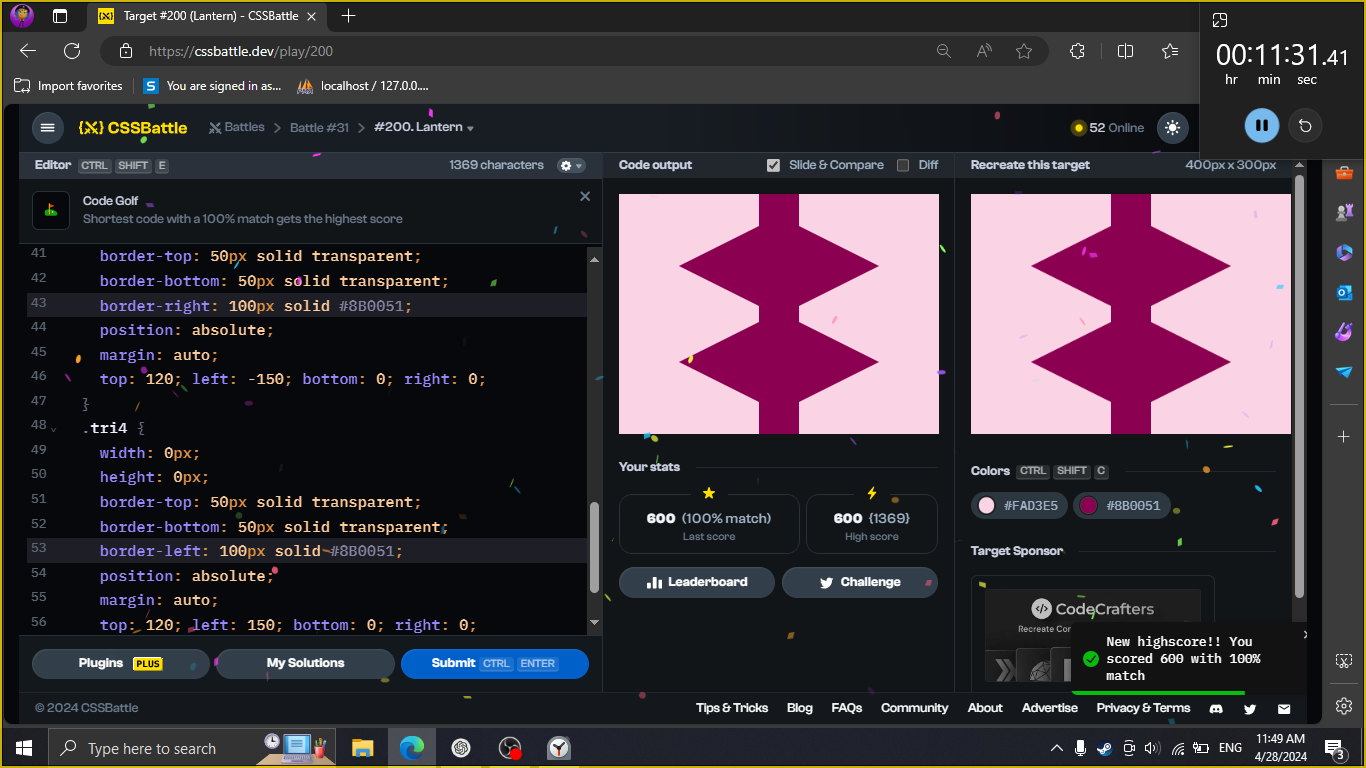 Target #200 (Lantern) - CSSBattle
https://cssbattle.dev/play/200
00:11:31.41
hr min sec
Import favorites
S You are signed in as...
localhost / 127.0.0....
{X} CSSBattle
Battles > Battle #31 > #200. Lantern
52 Online
Editor CTRL SHIFT E
1369 characters
Code output
Slide & Compare
Diff
Recreate this target
400px x 300px
Code Golf
Shortest code with a 100% match gets the highest score
41 border-top: 50px solid transparent;
42 border-bottom: 50px solid transparent;
43 border-right: 100px solid #8B0051;
44 position: absolute;
45 margin: auto;
46 top: 120; left: -150; bottom: 0; right: 0;
47 }
48 .tri4 {
49 width: 0px;
50 height: 0px;
51 border-top: 50px solid transparent;
52 border-bottom: 50px solid transparent;
53 border-left: 100px solid #8B0051;
54 position: absolute;
55 margin: auto;
56 top: 120; left: 150; bottom: 0; right: 0;
Your stats
600 (100% match)
Last score
600 {1369}
High score
Leaderboard
Challenge
Colors CTRL SHIFT C
#FAD3E5
#8B0051
Target Sponsor
CodeCrafters
New highscore!! You
scored 600 with 100%
match
Plugins PLUS
My Solutions
Submit CTRL ENTER
© 2024 CSSBattle
Tips & Tricks
Blog
FAQs
Community
About
Advertise
Privacy & Terms
Type here to search
ENG
11:49 AM
4/28/2024
3